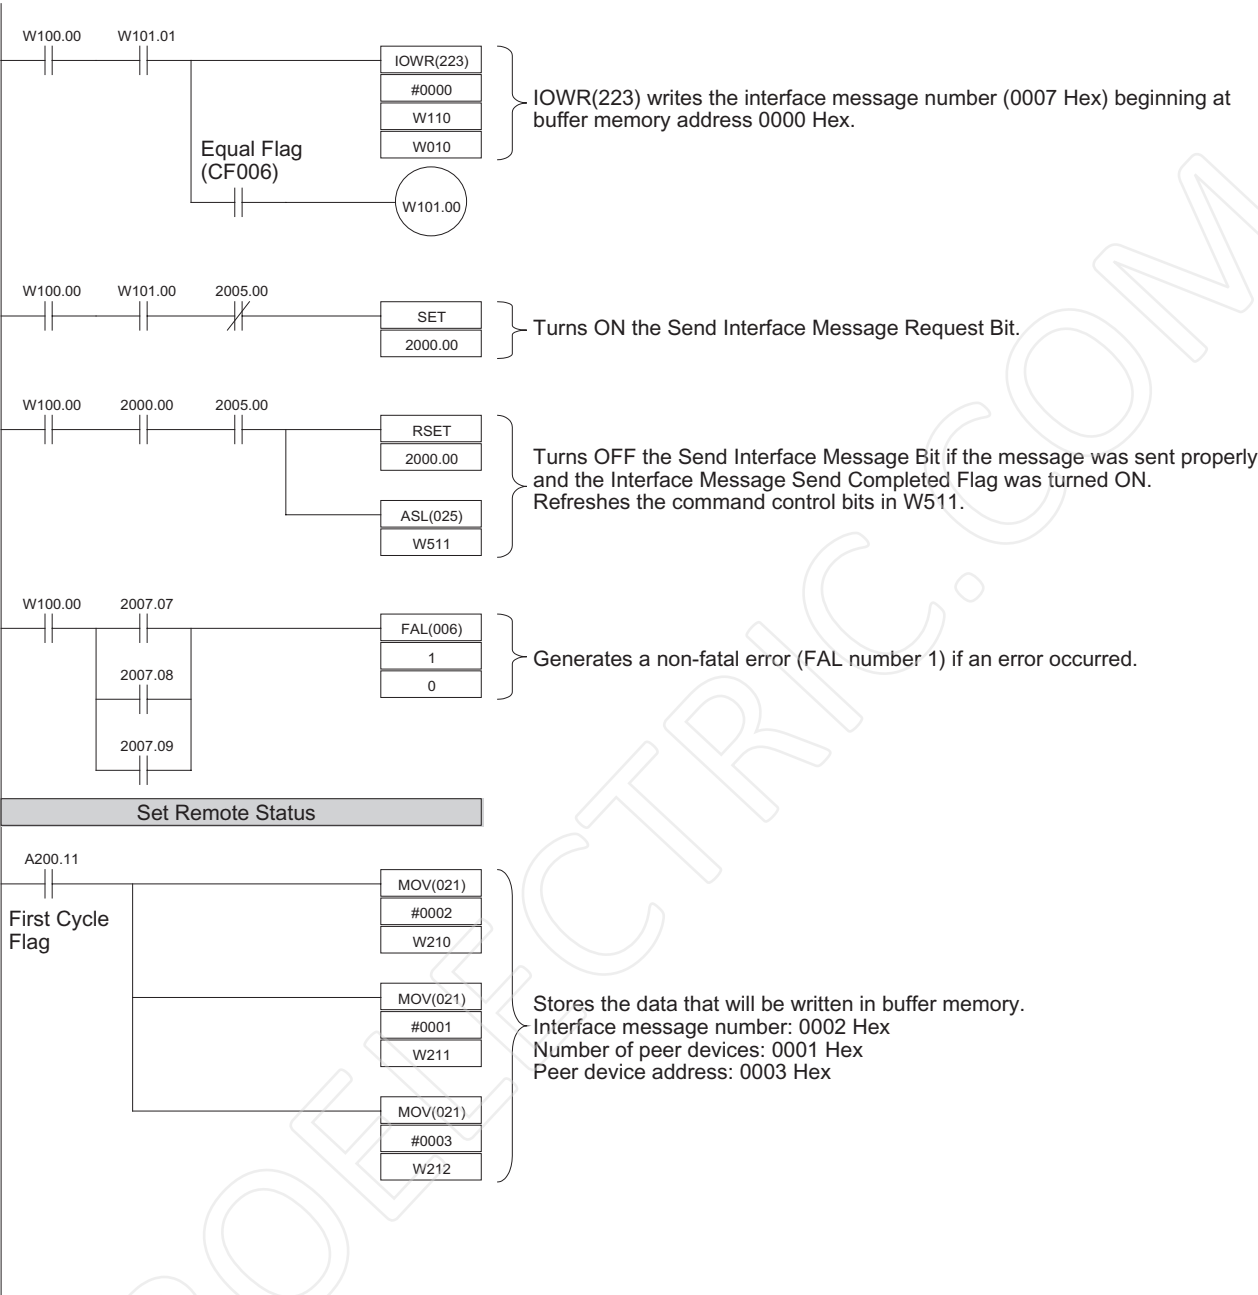 W100.00 W101.01
IOWR(223)
#0000
W110
W010
IOWR(223) writes the interface message number (0007 Hex) beginning at
buffer memory address 0000 Hex.
Equal Flag
(CF006)
W101.00
W100.00 W101.00 2005.00
SET
2000.00
Turns ON the Send Interface Message Request Bit.
W100.00 2000.00 2005.00
RSET
2000.00
ASL(025)
W511
Turns OFF the Send Interface Message Bit if the message was sent properly
and the Interface Message Send Completed Flag was turned ON.
Refreshes the command control bits in W511.
W100.00 2007.07
2007.08
2007.09
FAL(006)
1
0
Generates a non-fatal error (FAL number 1) if an error occurred.
Set Remote Status
A200.11
First Cycle
Flag
MOV(021)
#0002
W210
MOV(021)
#0001
W211
MOV(021)
#0003
W212
Stores the data that will be written in buffer memory.
Interface message number: 0002 Hex
Number of peer devices: 0001 Hex
Peer device address: 0003 Hex
OELECTRIC.COM